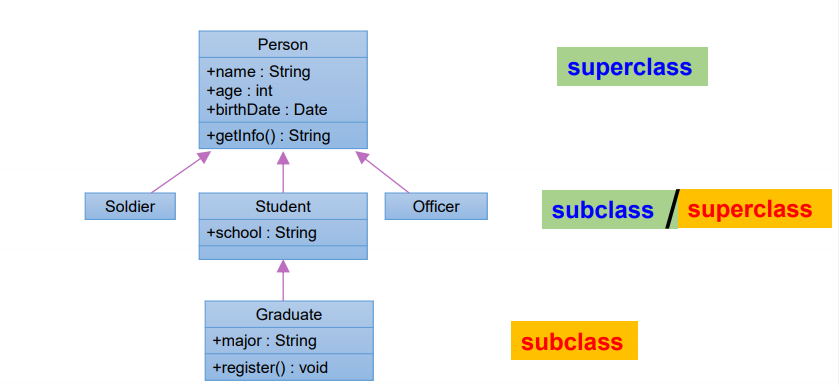 Person
+name : String
+age : int
+birthDate : Date
+getInfo() : String
superclass
Soldier
Student
+school : String
Officer
subclass / superclass
Graduate
+major : String
+register() : void
subclass